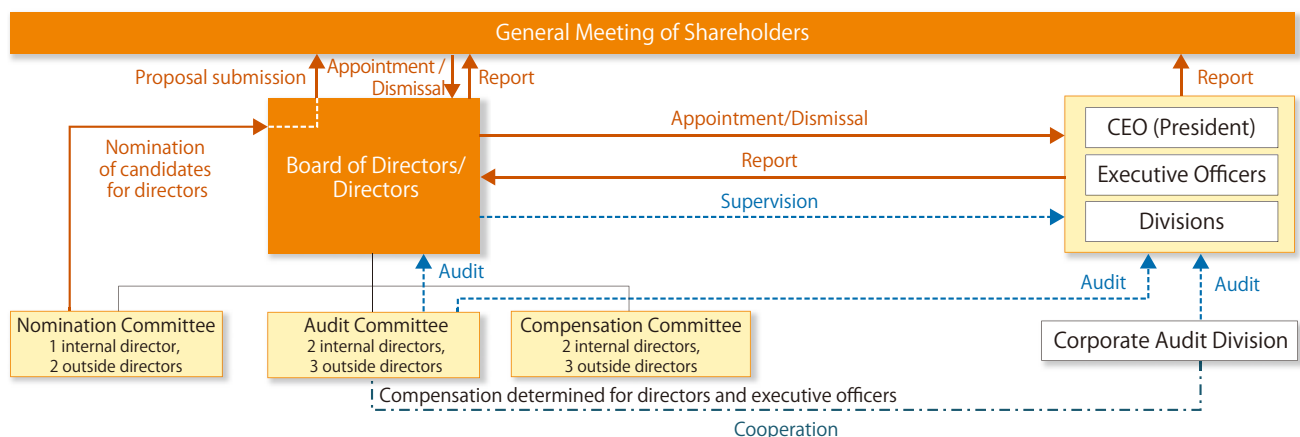 General Meeting of Shareholders
Proposal submission
Appointment /
Dismissal
Report
Report
Nomination
of candidates
for directors
Board of Directors/
Directors
Appointment/Dismissal
Report
Supervision
CEO (President)
Executive Officers
Divisions
Audit
Audit
Audit
Nomination Committee
1 internal director,
2 outside directors
Audit Committee
2 internal directors,
3 outside directors
Compensation Committee
2 internal directors,
3 outside directors
Corporate Audit Division
Compensation determined for directors and executive officers
Cooperation